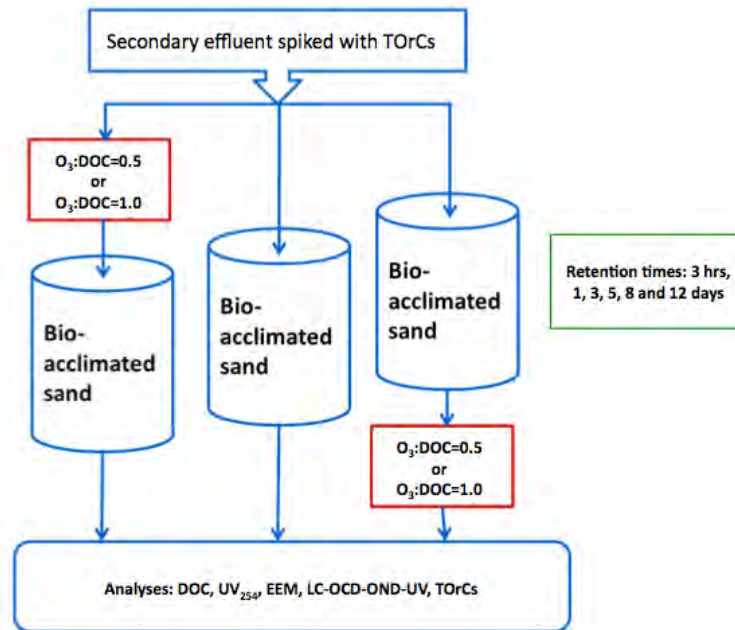 Secondary effluent spiked with TOrCs
O₃:DOC=0.5
or
O₃:DOC=1.0
Bio-
acclimated
sand
Bio-
acclimated
sand
Bio-
acclimated
sand
Retention times: 3 hrs,
1, 3, 5, 8 and 12 days
O₃:DOC=0.5
or
O₃:DOC=1.0
Analyses: DOC, UV₂₅₄, EEM, LC-OCD-OND-UV, TOrCs